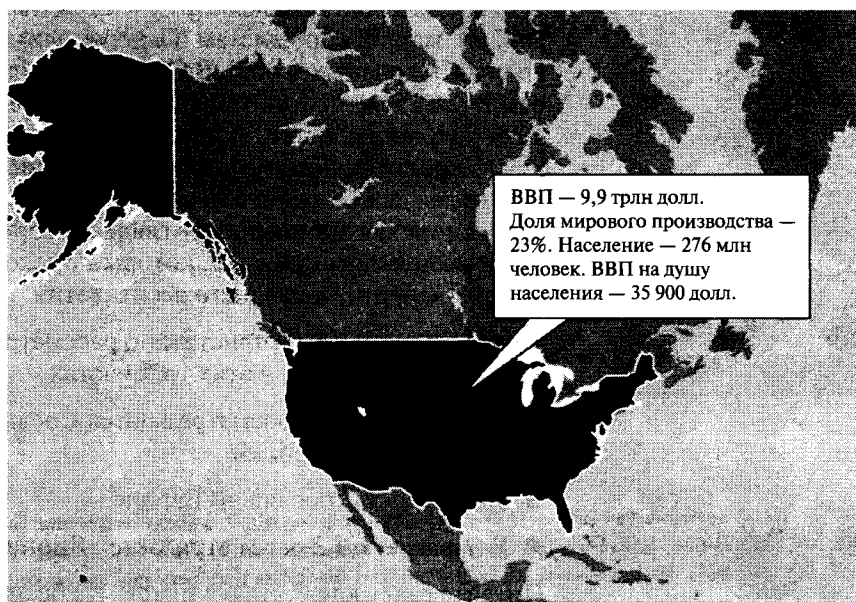 ВВП — 9,9 трлн долл.
Доля мирового производства —
23%. Население — 276 млн
человек. ВВП на душу
населения — 35 900 долл.